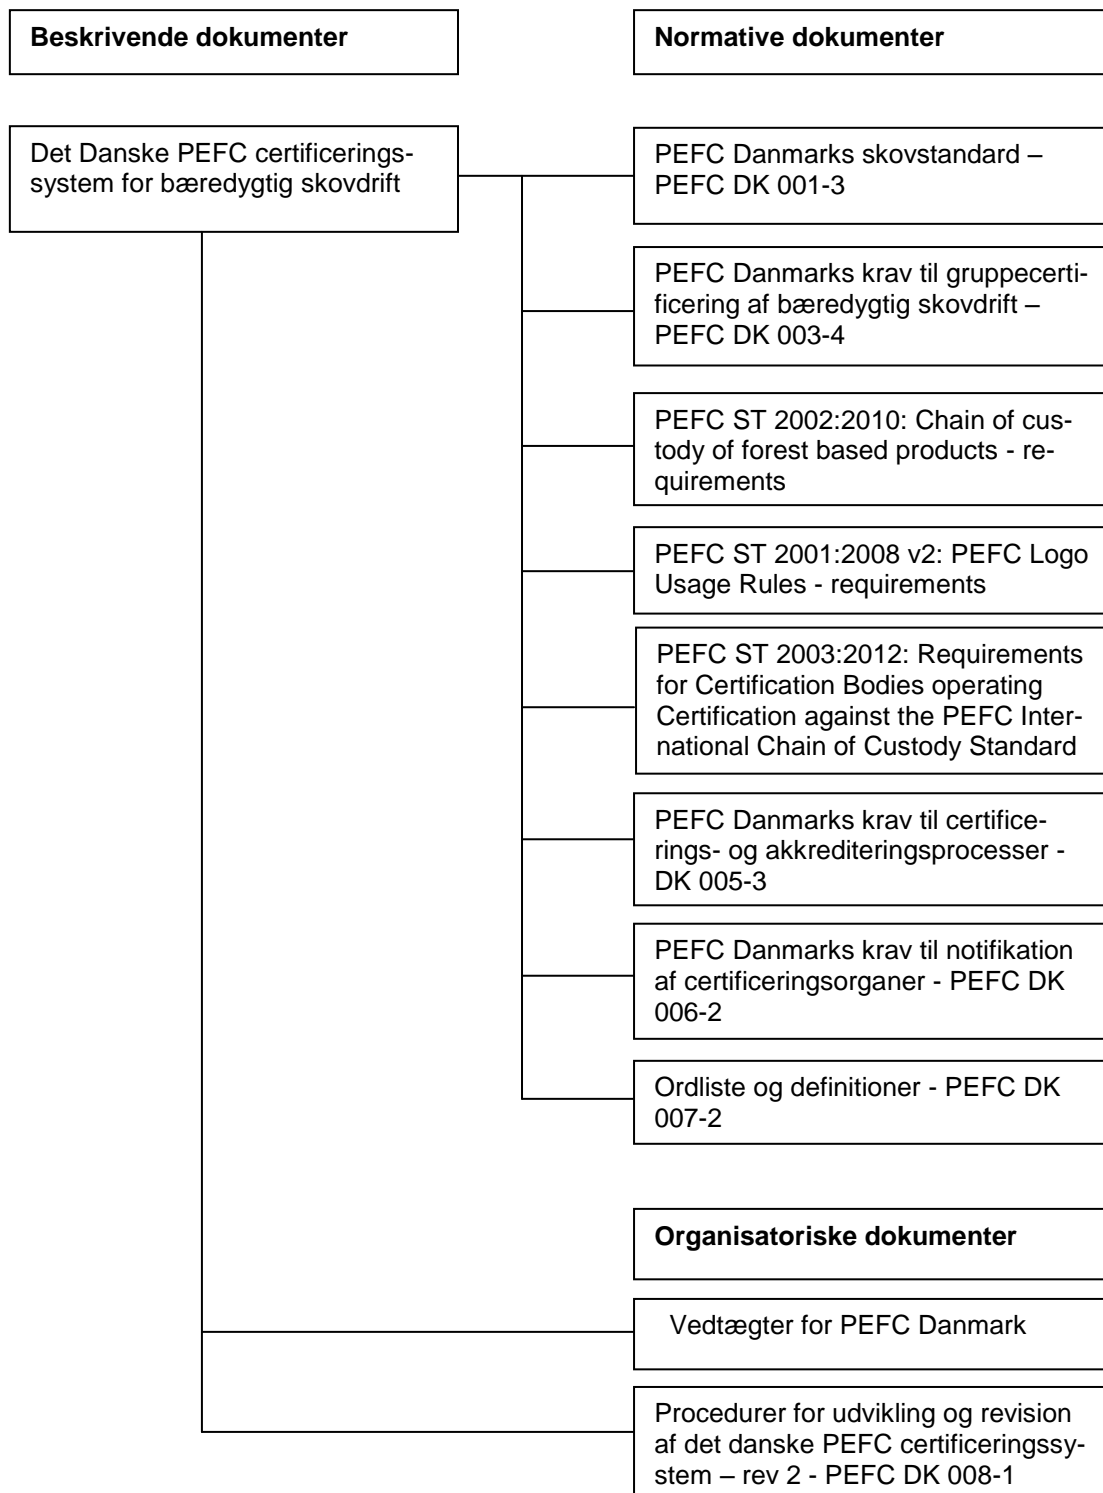 Beskrivende dokumenter
Normative dokumenter
Det Danske PEFC certificerings-
system for bæredygtig skovdrift
PEFC Danmarks skovstandard –
PEFC DK 001-3
PEFC Danmarks krav til gruppecerti-
ficering af bæredygtig skovdrift –
PEFC DK 003-4
PEFC ST 2002:2010: Chain of cus-
tody of forest based products - re-
quirements
PEFC ST 2001:2008 v2: PEFC Logo
Usage Rules - requirements
PEFC ST 2003:2012: Requirements
for Certification Bodies operating
Certification against the PEFC Inter-
national Chain of Custody Standard
PEFC Danmarks krav til certifice-
rings- og akkrediteringsprocesser -
DK 005-3
PEFC Danmarks krav til notifikation
af certificeringsorganer - PEFC DK
006-2
Ordliste og definitioner - PEFC DK
007-2
Organisatoriske dokumenter
Vedtægter for PEFC Danmark
Procedurer for udvikling og revision
af det danske PEFC certificeringssy-
stem – rev 2 - PEFC DK 008-1